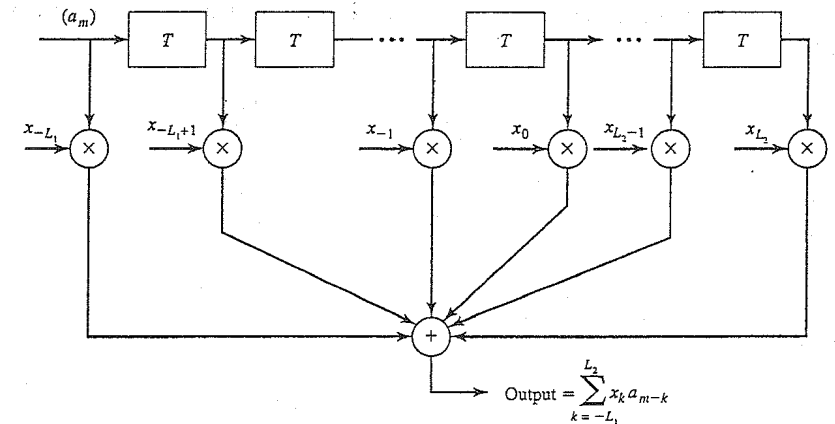 (a_m)
T T ... T ... T
x_{-L_1} x_{-L_1+1} x_{-1} x_0 x_{L_2-1} x_{L_2}
× × × × × ×
+
Output = \sum_{k=-L_1}^{L_2} x_k a_{m-k}